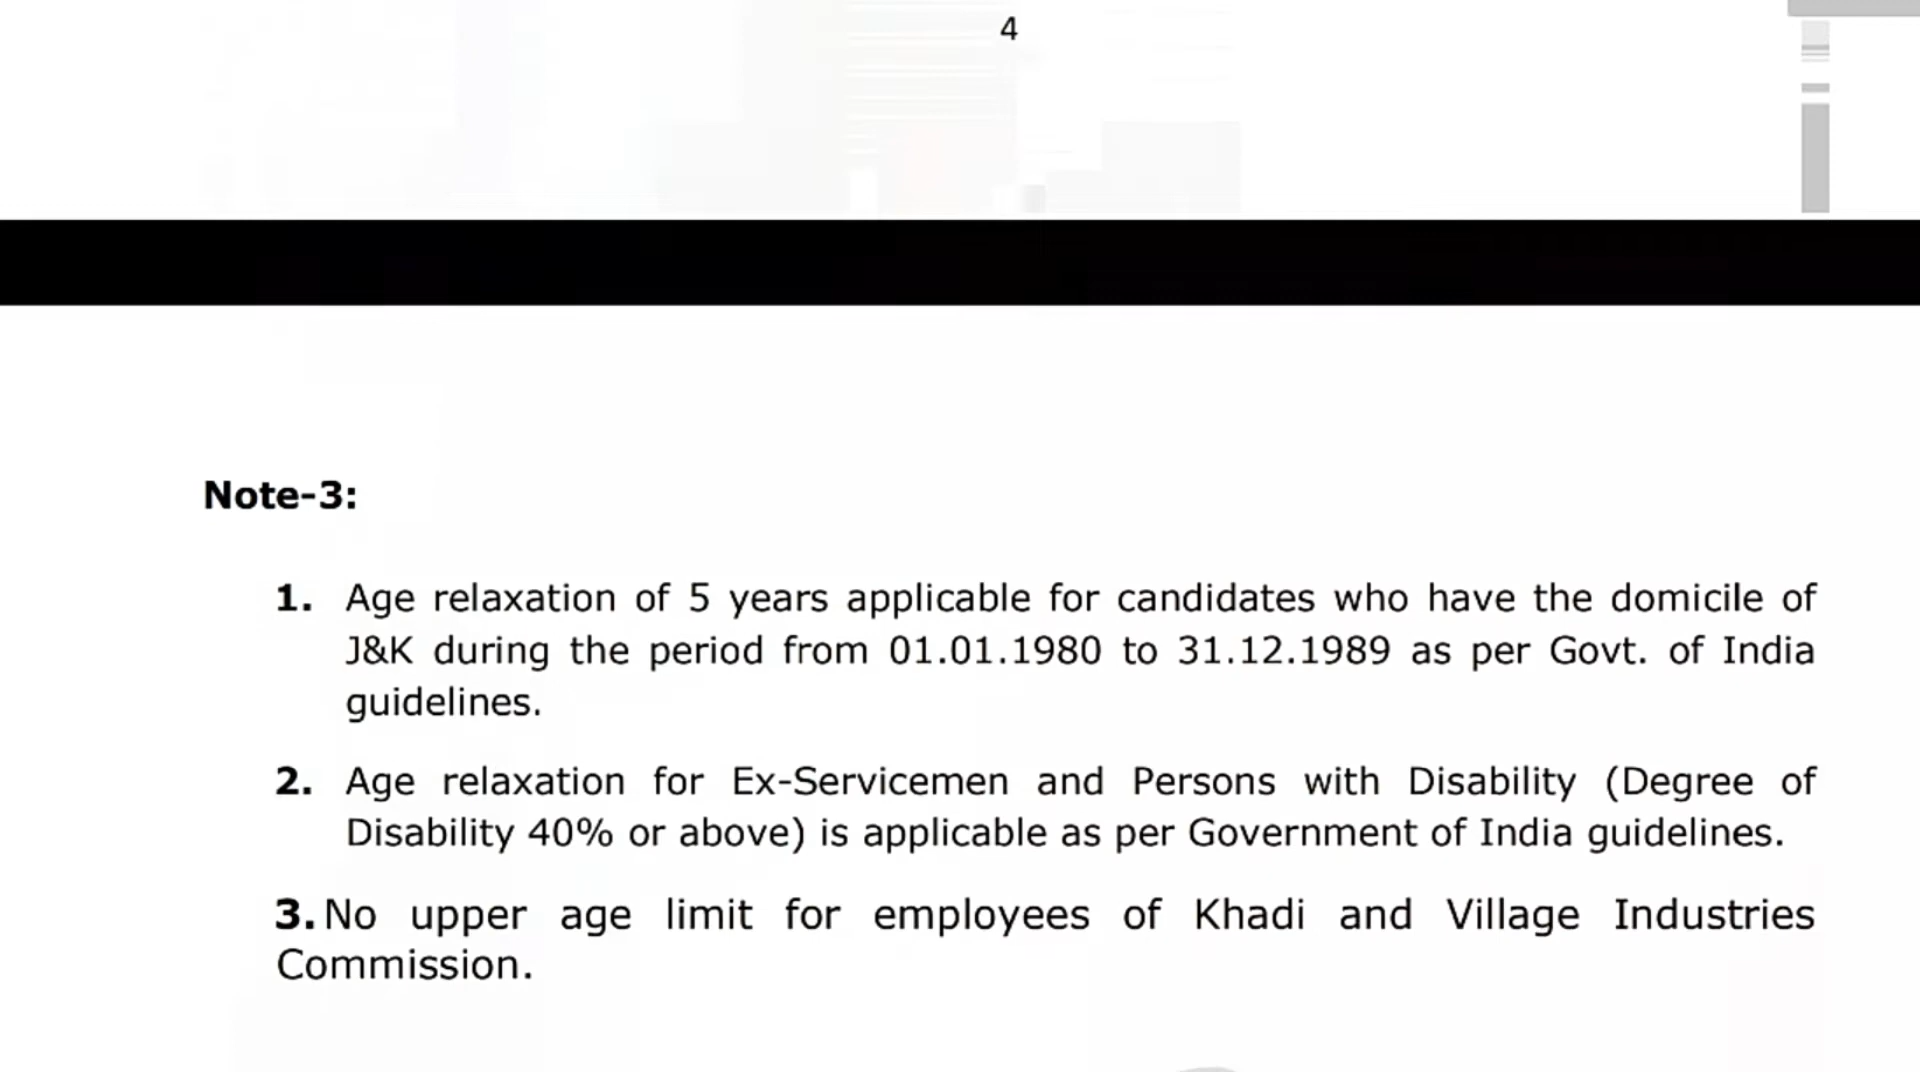 4
Note-3:
1. Age relaxation of 5 years applicable for candidates who have the domicile of
J&K during the period from 01.01.1980 to 31.12.1989 as per Govt. of India
guidelines.
2. Age relaxation for Ex-Servicemen and Persons with Disability (Degree of
Disability 40% or above) is applicable as per Government of India guidelines.
3. No upper age limit for employees of Khadi and Village Industries
Commission.